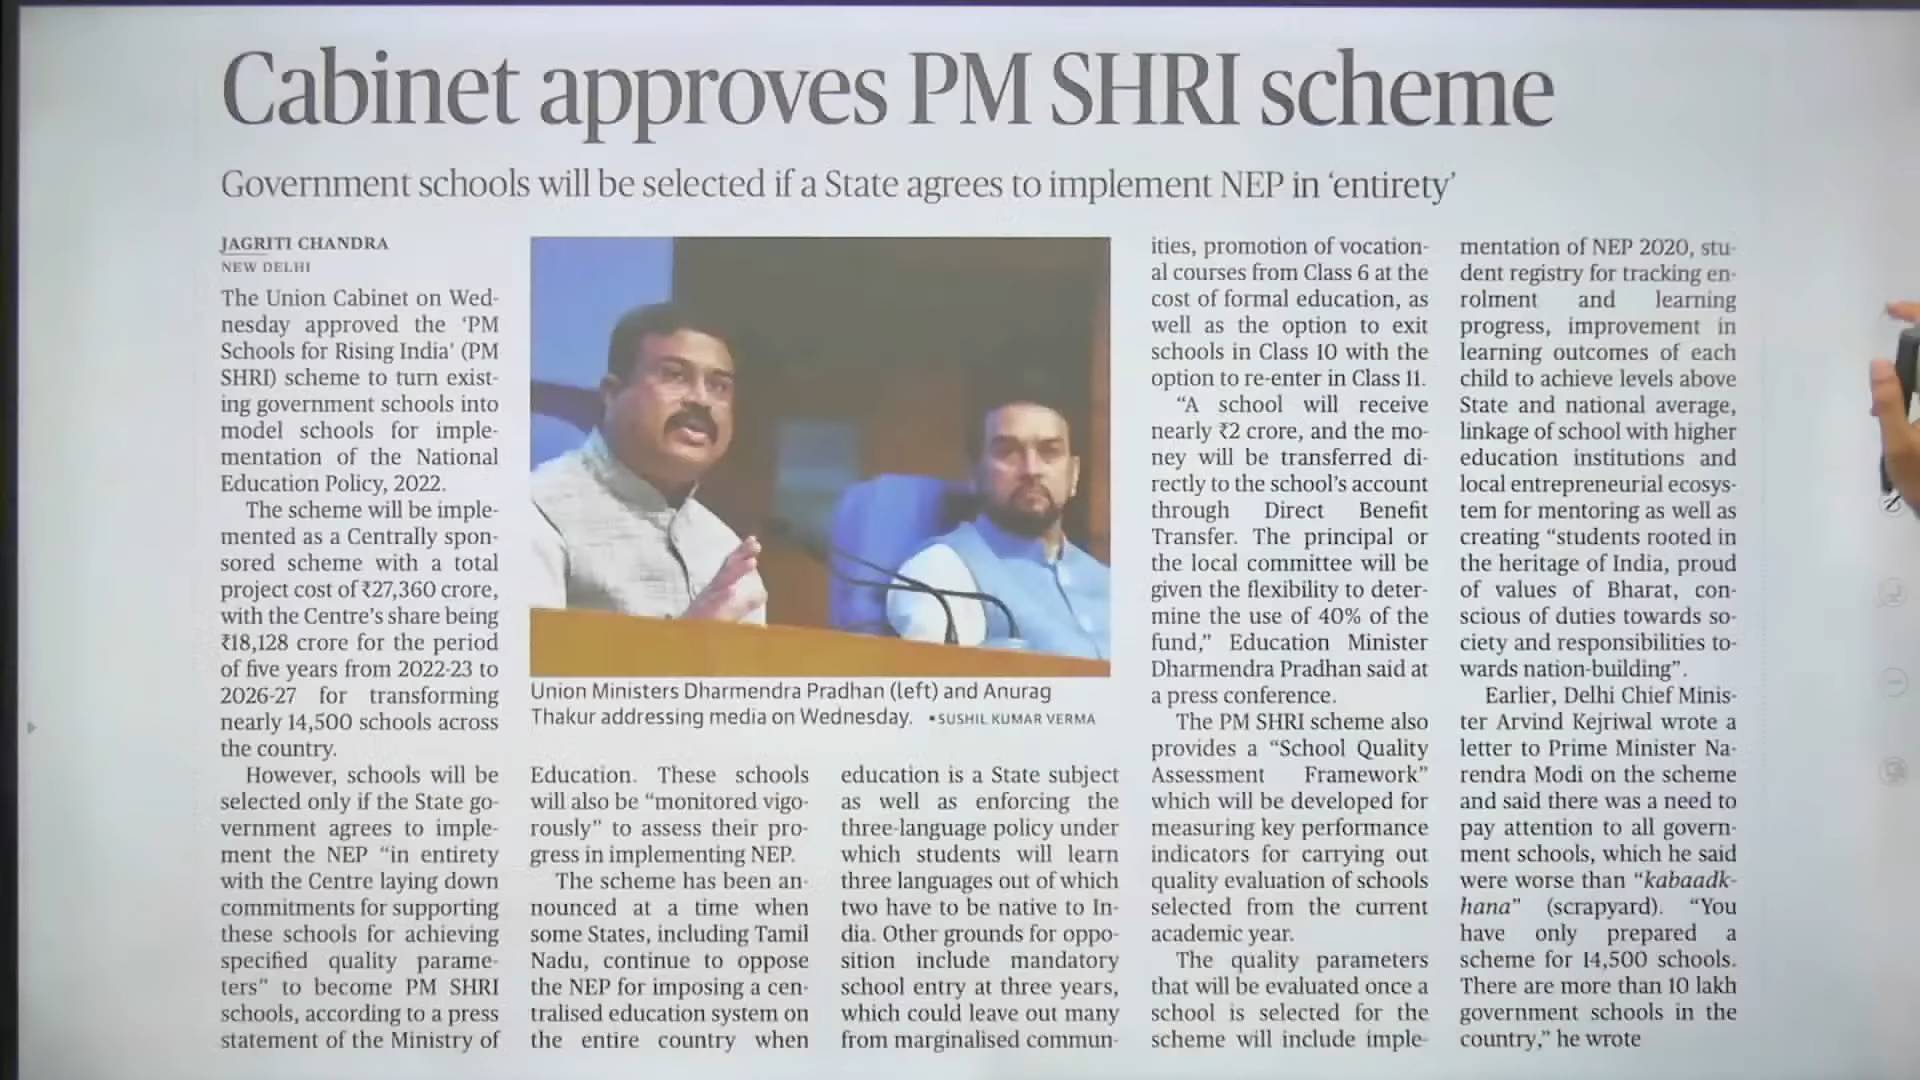 Cabinet approves PM SHRI scheme
Government schools will be selected if a State agrees to implement NEP in ‘entirety’
JAGRITI CHANDRA
NEW DELHI
The Union Cabinet on Wed-
nesday approved the ‘PM
Schools for Rising India’ (PM
SHRI) scheme to turn exist-
ing government schools into
model schools for imple-
mentation of the National
Education Policy, 2022.
The scheme will be imple-
mented as a Centrally spon-
sored scheme with a total
project cost of ₹27,360 crore,
with the Centre’s share being
₹18,128 crore for the period
of five years from 2022-23 to
2026-27 for transforming
nearly 14,500 schools across
the country.
However, schools will be
selected only if the State go-
vernment agrees to imple-
ment the NEP “in entirety
with the Centre laying down
commitments for supporting
these schools for achieving
specified quality parame-
ters” to become PM SHRI
schools, according to a press
statement of the Ministry of
Union Ministers Dharmendra Pradhan (left) and Anurag
Thakur addressing media on Wednesday. • SUSHIL KUMAR VERMA
Education. These schools
will also be “monitored vigo-
rously” to assess their pro-
gress in implementing NEP.
The scheme has been an-
nounced at a time when
some States, including Tamil
Nadu, continue to oppose
the NEP for imposing a cen-
tralised education system on
the entire country when
education is a State subject
as well as enforcing the
three-language policy under
which students will learn
three languages out of which
two have to be native to In-
dia. Other grounds for oppo-
sition include mandatory
school entry at three years,
which could leave out many
from marginalised commun-
ities, promotion of vocation-
al courses from Class 6 at the
cost of formal education, as
well as the option to exit
schools in Class 10 with the
option to re-enter in Class 11.
“A school will receive
nearly ₹2 crore, and the mo-
ney will be transferred di-
rectly to the school’s account
through Direct Benefit
Transfer. The principal or
the local committee will be
given the flexibility to deter-
mine the use of 40% of the
fund,” Education Minister
Dharmendra Pradhan said at
a press conference.
The PM SHRI scheme also
provides a “School Quality
Assessment Framework”
which will be developed for
measuring key performance
indicators for carrying out
quality evaluation of schools
selected from the current
academic year.
The quality parameters
that will be evaluated once a
school is selected for the
scheme will include imple-
mentation of NEP 2020, stu-
dent registry for tracking en-
rolment and learning
progress, improvement in
learning outcomes of each
child to achieve levels above
State and national average,
linkage of school with higher
education institutions and
local entrepreneurial ecosys-
tem for mentoring as well as
creating “students rooted in
the heritage of India, proud
of values of Bharat, con-
scious of duties towards so-
ciety and responsibilities to-
wards nation-building”.
Earlier, Delhi Chief Minis-
ter Arvind Kejriwal wrote a
letter to Prime Minister Na-
rendra Modi on the scheme
and said there was a need to
pay attention to all govern-
ment schools, which he said
were worse than “kabaadk-
hana” (scrapyard). “You
have only prepared a
scheme for 14,500 schools.
There are more than 10 lakh
government schools in the
country,” he wrote